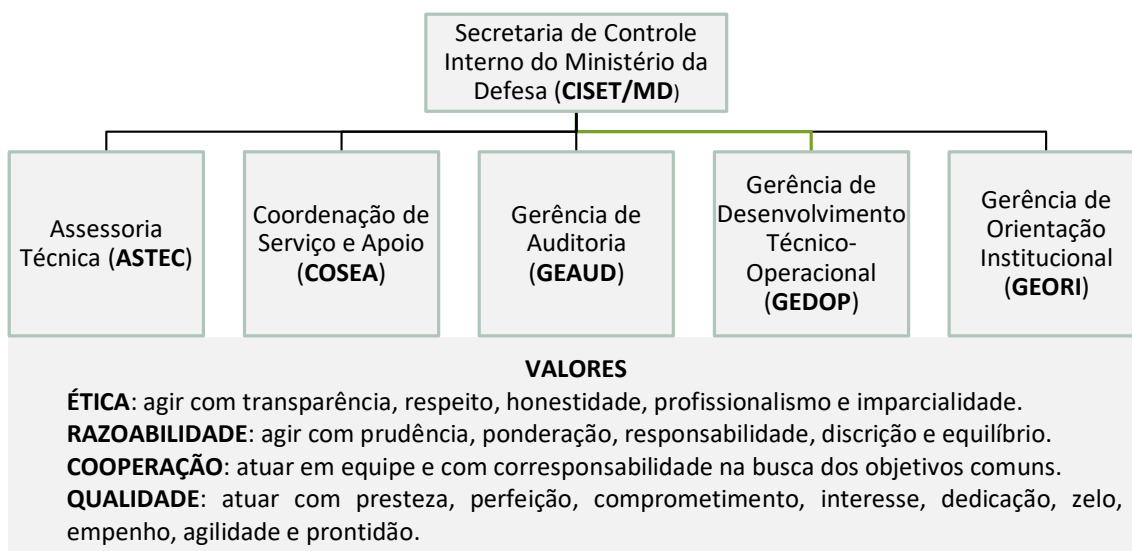 Secretaria de Controle
Interno do Ministério da
Defesa (CISET/MD)
Assessoria
Técnica (ASTEC)
Coordenação de
Serviço e Apoio
(COSEA)
Gerência de
Auditoria
(GEAUD)
Gerência de
Desenvolvimento
Técnico-
Operacional
(GEDOP)
Gerência de
Orientação
Institucional
(GEORI)
VALORES
ÉTICA: agir com transparência, respeito, honestidade, profissionalismo e imparcialidade.
RAZOABILIDADE: agir com prudência, ponderação, responsabilidade, discrição e equilíbrio.
COOPERAÇÃO: atuar em equipe e com corresponsabilidade na busca dos objetivos comuns.
QUALIDADE: atuar com presteza, perfeição, comprometimento, interesse, dedicação, zelo,
empenho, agilidade e prontidão.